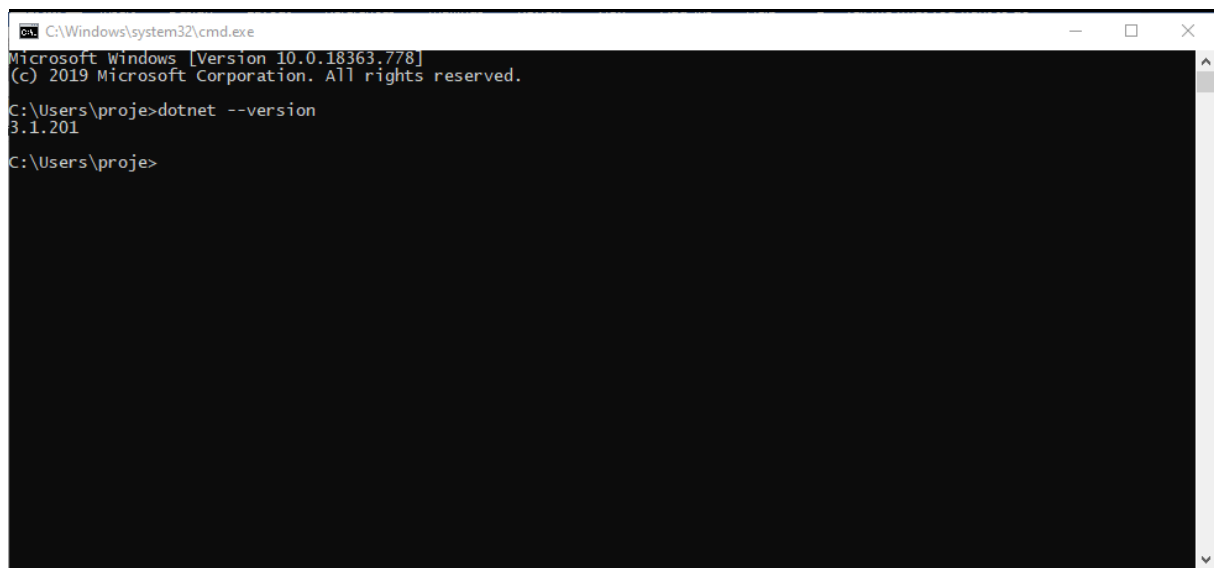 C:\Windows\system32\cmd.exe
Microsoft Windows [Version 10.0.18363.778]
(c) 2019 Microsoft Corporation. All rights reserved.
C:\Users\proje>dotnet --version
3.1.201
C:\Users\proje>